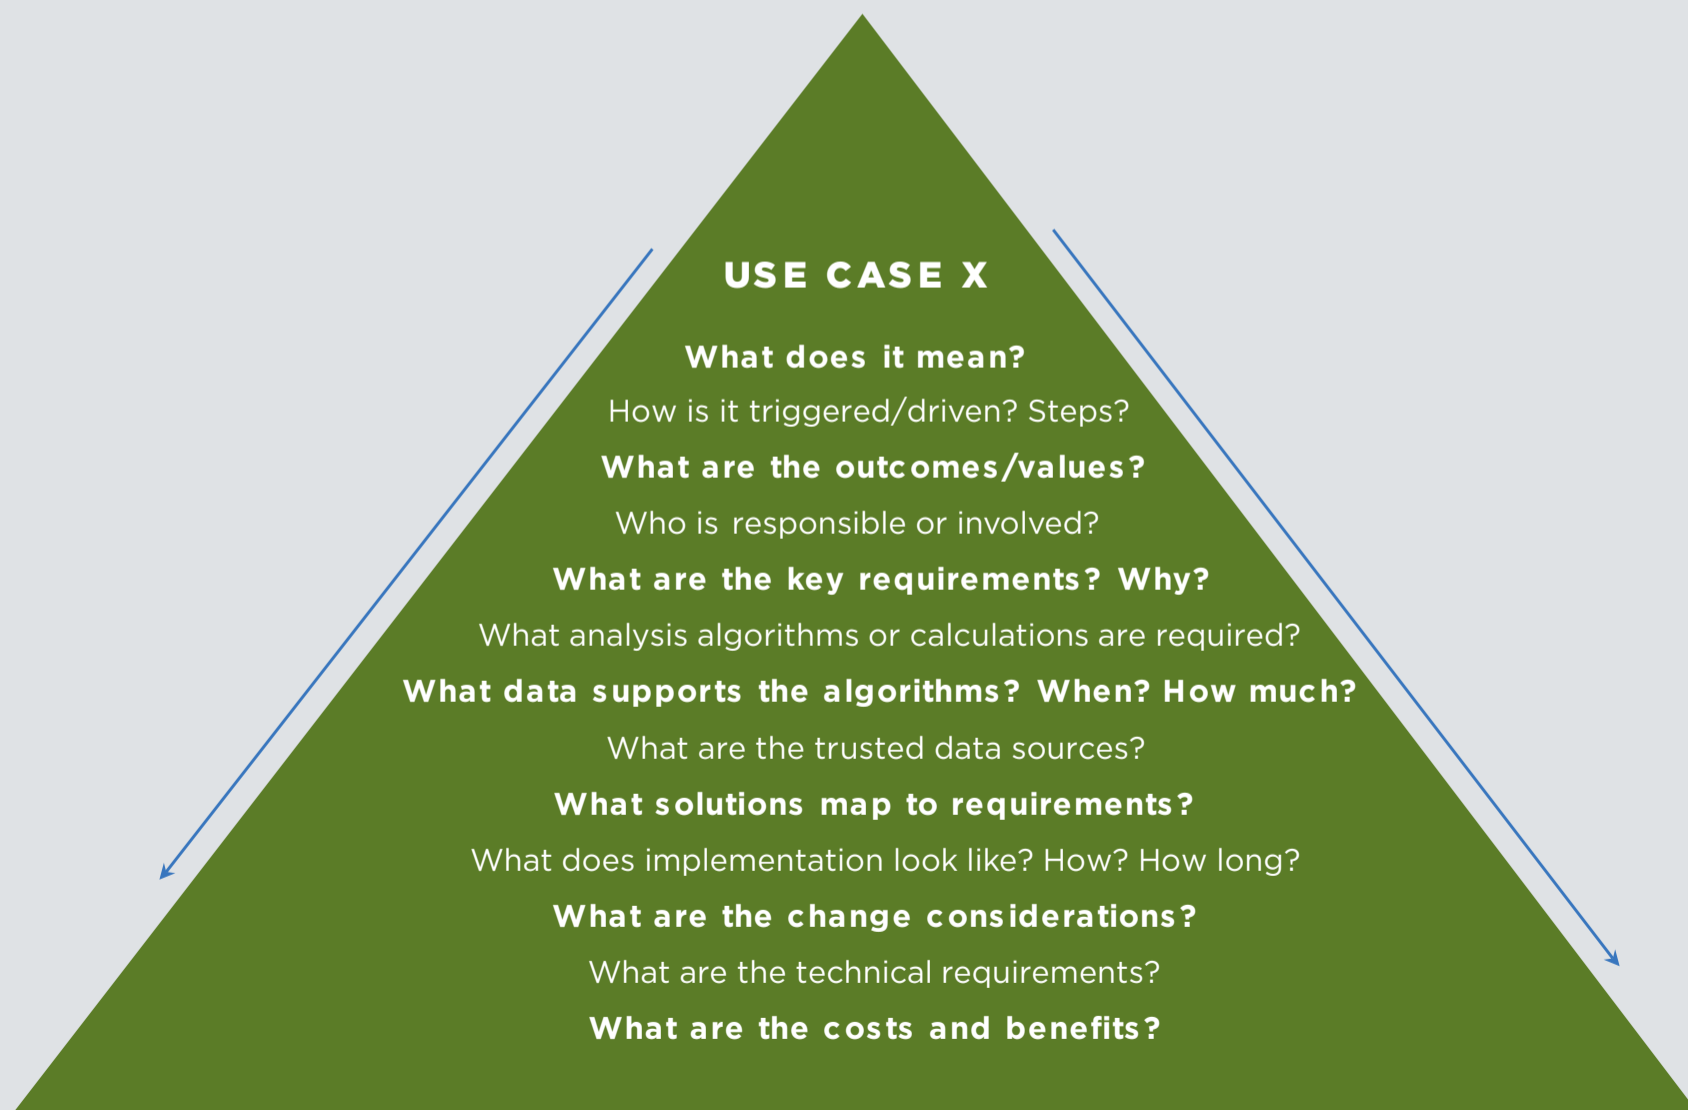 USE CASE X
What does it mean?
How is it triggered/driven? Steps?
What are the outcomes/values?
Who is responsible or involved?
What are the key requirements? Why?
What analysis algorithms or calculations are required?
What data supports the algorithms? When? How much?
What are the trusted data sources?
What solutions map to requirements?
What does implementation look like? How? How long?
What are the change considerations?
What are the technical requirements?
What are the costs and benefits?